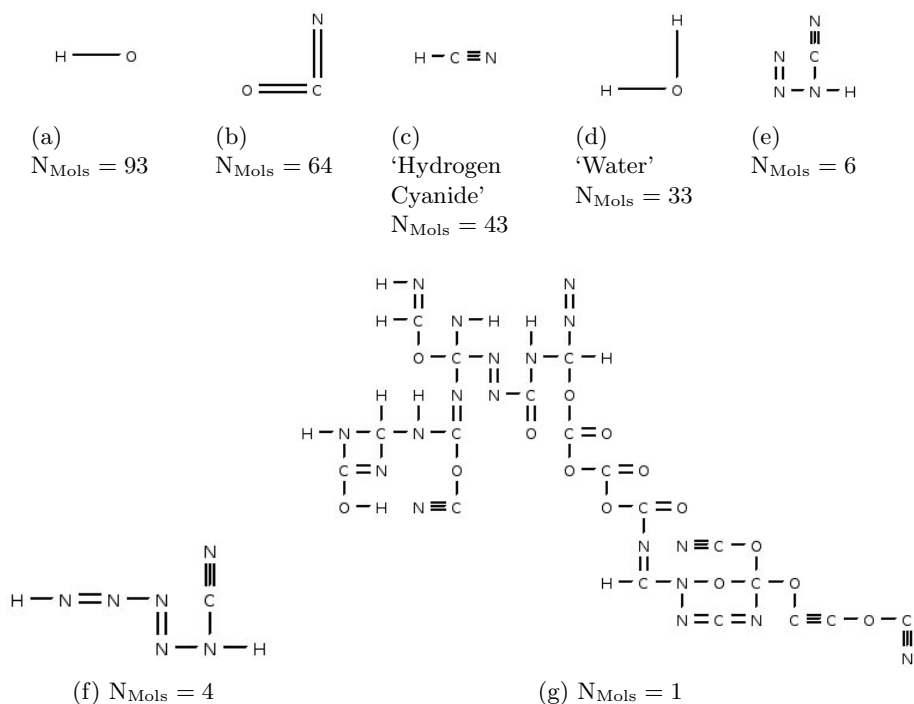 N H N
H O H C N N C
O C H O N N H
(a) (b) (c) (d) (e)
N_Mols = 93 N_Mols = 64 ‘Hydrogen Cyanide’ ‘Water’ N_Mols = 6
N_Mols = 43 N_Mols = 33
H N N
H C N H H N
O C N N C H
H H N N C O
H N C N C O C O
C N O O C O
O H N C O C O
N N C O
H C N O C O
N C N C C O C
N
N
H N N N C
N N H
(f) N_Mols = 4 (g) N_Mols = 1